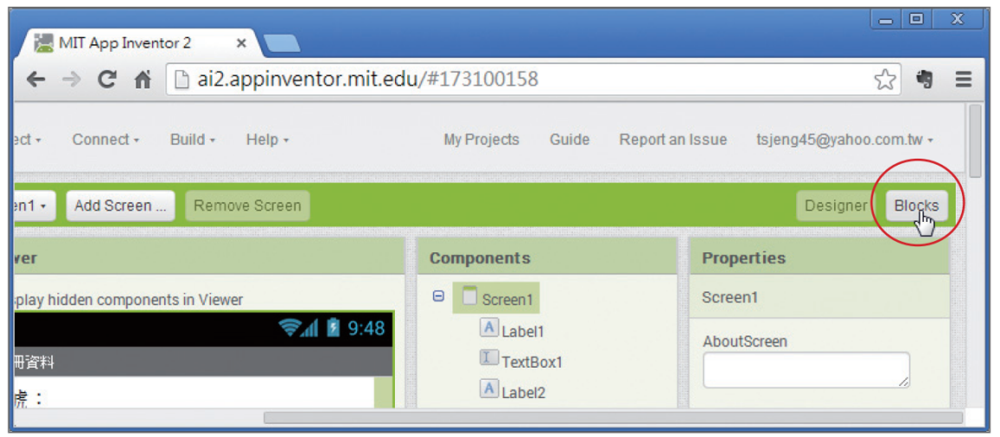 MIT App Inventor 2
ai2.appinventor.mit.edu/#173100158
ect Connect Build Help My Projects Guide Report an Issue tsjeng45@yahoo.com.tw
en1 Add Screen ... Remove Screen Designer Blocks
wer Components Properties
splay hidden components in Viewer Screen1 Screen1
9:48 Label1 AboutScreen
冊資料 TextBox1
號： Label2